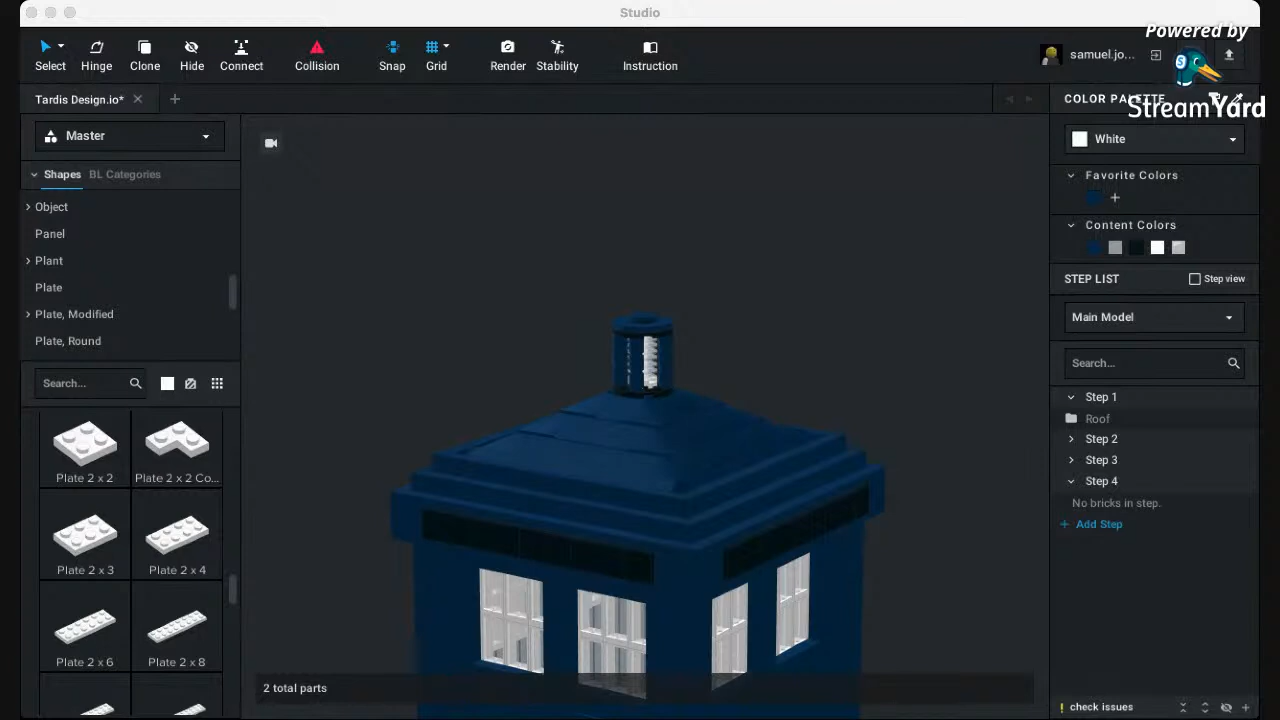 Studio
Powered by
StreamYard
Select
Hinge
Clone
Hide
Connect
Collision
Snap
Grid
Render
Stability
Instruction
samuel.jo...
Tardis Design.io*
Master
Shapes
BL Categories
Object
Panel
Plant
Plate
Plate, Modified
Plate, Round
Search...
Plate 2 x 2
Plate 2 x 2 Co...
Plate 2 x 3
Plate 2 x 4
Plate 2 x 6
Plate 2 x 8
2 total parts
COLOR PALETTE
White
Favorite Colors
Content Colors
STEP LIST
Step view
Main Model
Search...
Step 1
Roof
Step 2
Step 3
Step 4
No bricks in step.
+ Add Step
! check issues